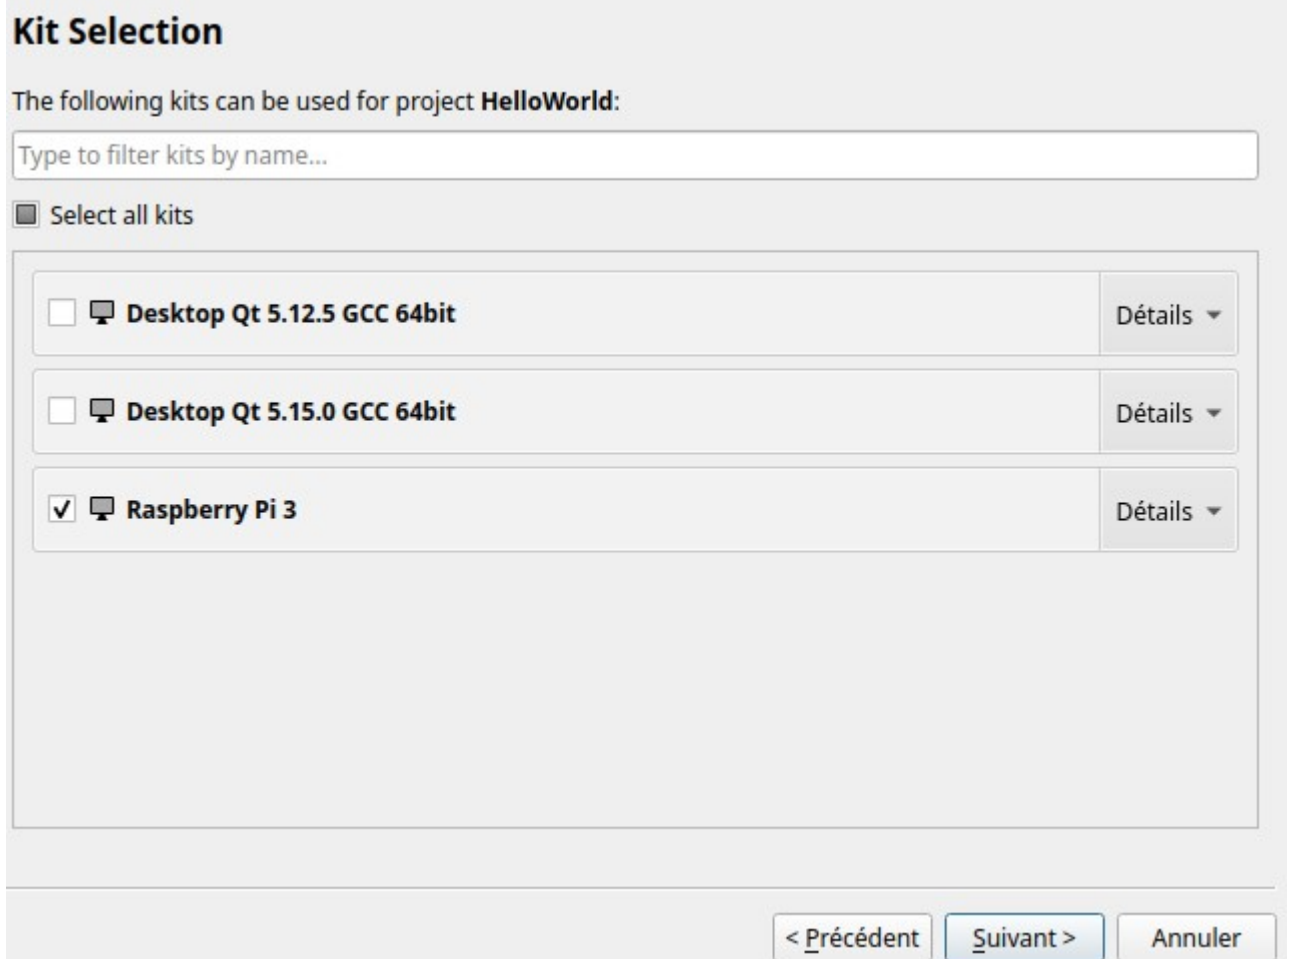 Kit Selection
The following kits can be used for project HelloWorld:
Type to filter kits by name...
Select all kits
Desktop Qt 5.12.5 GCC 64bit
Détails
Desktop Qt 5.15.0 GCC 64bit
Détails
Raspberry Pi 3
Détails
< Précédent
Suivant >
Annuler